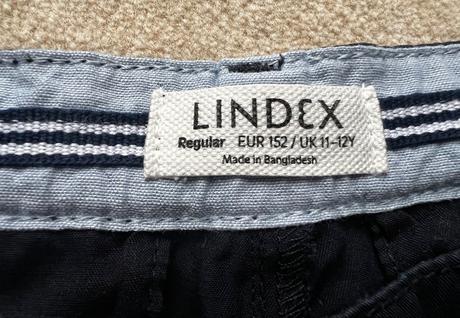 LINDEX
Regular EUR 152 / UK 11-12Y
Made in Bangladesh